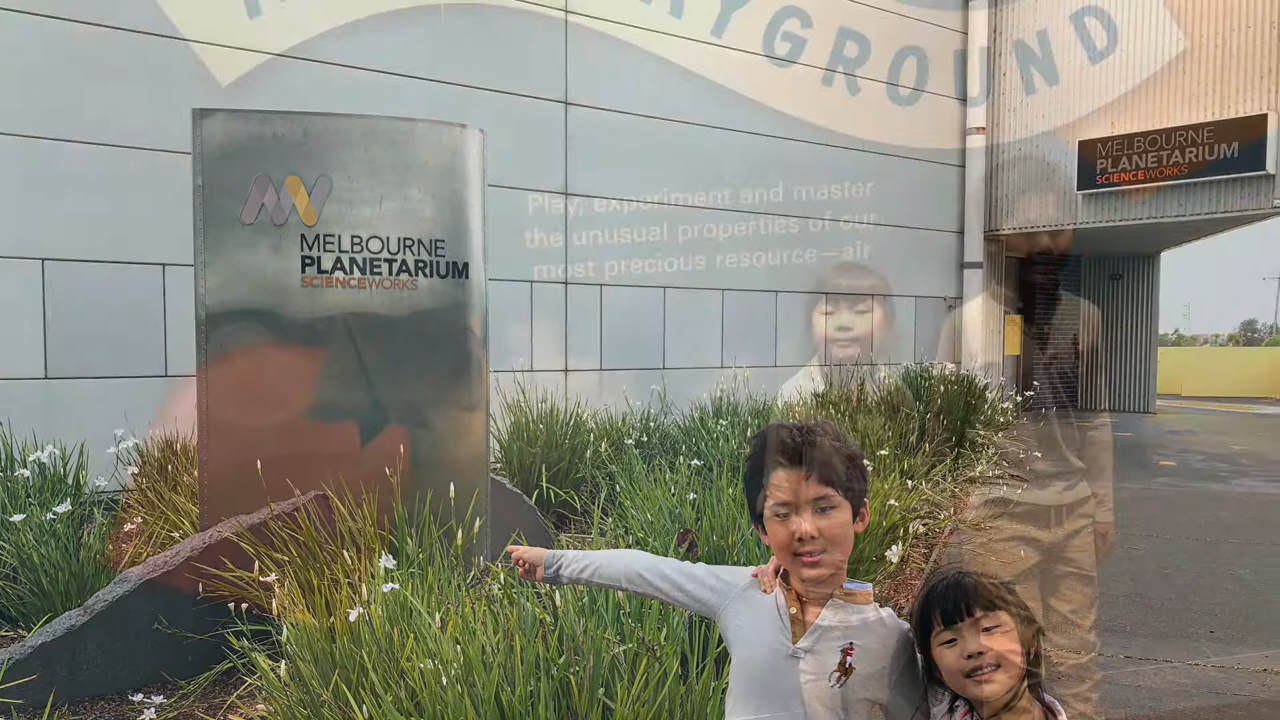 YGROUND
MELBOURNE
PLANETARIUM
SCIENCEWORKS
Play, experiment and master
the unusual properties of our
most precious resource—air
MELBOURNE
PLANETARIUM
SCIENCEWORKS